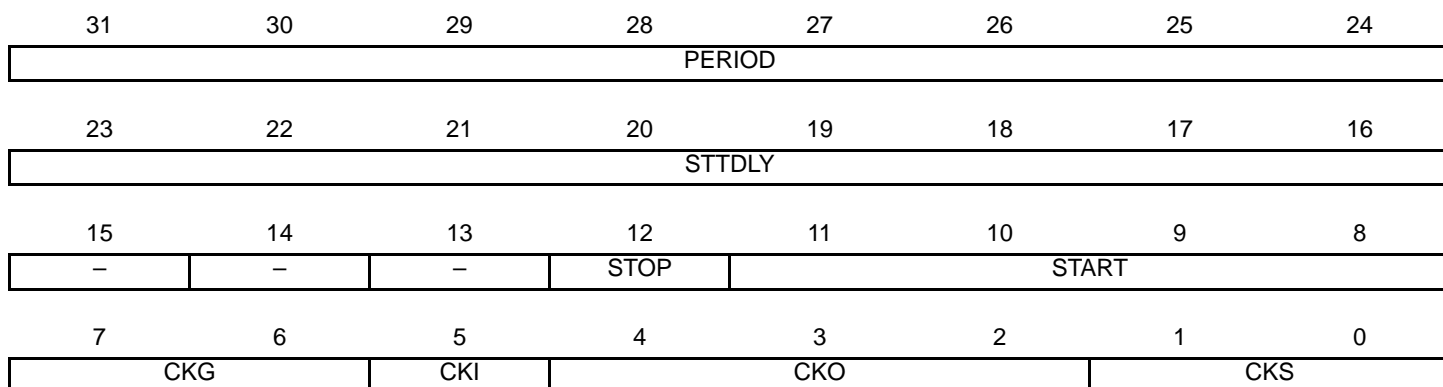 31 30 29 28 27 26 25 24
PERIOD
23 22 21 20 19 18 17 16
STTDLY
15 14 13 12 11 10 9 8
– – – STOP START
7 6 5 4 3 2 1 0
CKG CKI CKO CKS